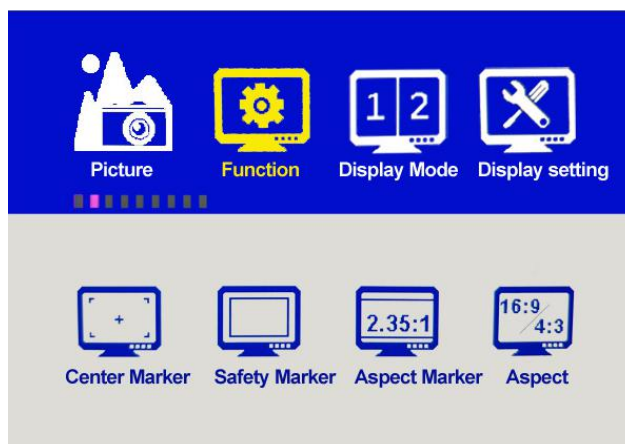 1 2
Picture Function Display Mode Display setting
2.35:1 16:9
4:3
Center Marker Safety Marker Aspect Marker Aspect